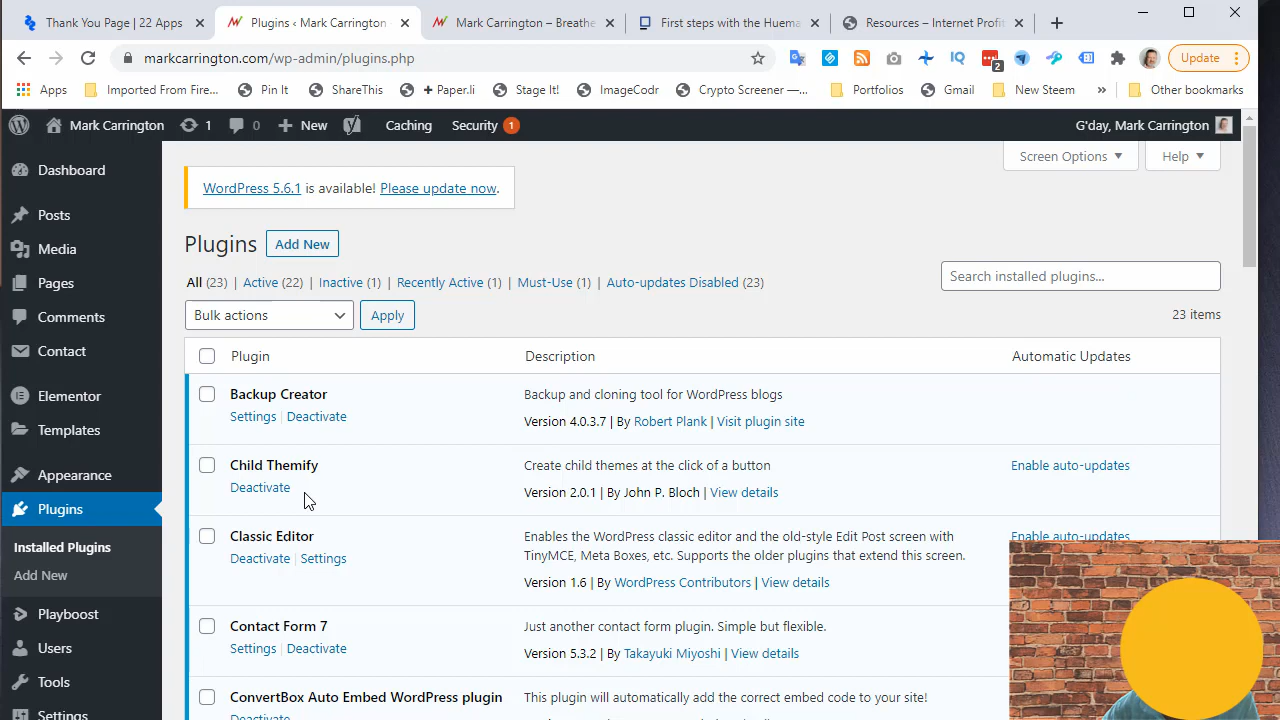 Thank You Page | 22 Apps
Plugins ‹ Mark Carrington
Mark Carrington – Breathe
First steps with the Huema
Resources – Internet Profit
markcarrington.com/wp-admin/plugins.php
IQ
2
Update
Apps
Imported From Fire...
Pin It
ShareThis
+ Paper.li
Stage It!
ImageCodr
Crypto Screener —...
Portfolios
Gmail
New Steem
»
Other bookmarks
Mark Carrington
1
0
New
Caching
Security 1
G'day, Mark Carrington
Screen Options
Help
WordPress 5.6.1 is available! Please update now.
Plugins Add New
All (23) | Active (22) | Inactive (1) | Recently Active (1) | Must-Use (1) | Auto-updates Disabled (23)
Search installed plugins...
Bulk actions
Apply
23 items
Dashboard
Posts
Media
Pages
Comments
Contact
Elementor
Templates
Appearance
Plugins
Installed Plugins
Add New
Playboost
Users
Tools
Settings
Plugin
Description
Automatic Updates
Backup Creator
Settings | Deactivate
Backup and cloning tool for WordPress blogs
Version 4.0.3.7 | By Robert Plank | Visit plugin site
Child Themify
Deactivate
Create child themes at the click of a button
Version 2.0.1 | By John P. Bloch | View details
Enable auto-updates
Classic Editor
Deactivate | Settings
Enables the WordPress classic editor and the old-style Edit Post screen with
TinyMCE, Meta Boxes, etc. Supports the older plugins that extend this screen.
Version 1.6 | By WordPress Contributors | View details
Enable auto-updates
Contact Form 7
Settings | Deactivate
Just another contact form plugin. Simple but flexible.
Version 5.3.2 | By Takayuki Miyoshi | View details
ConvertBox Auto Embed WordPress plugin
Deactivate
This plugin will automatically add the correct embed code to your site!